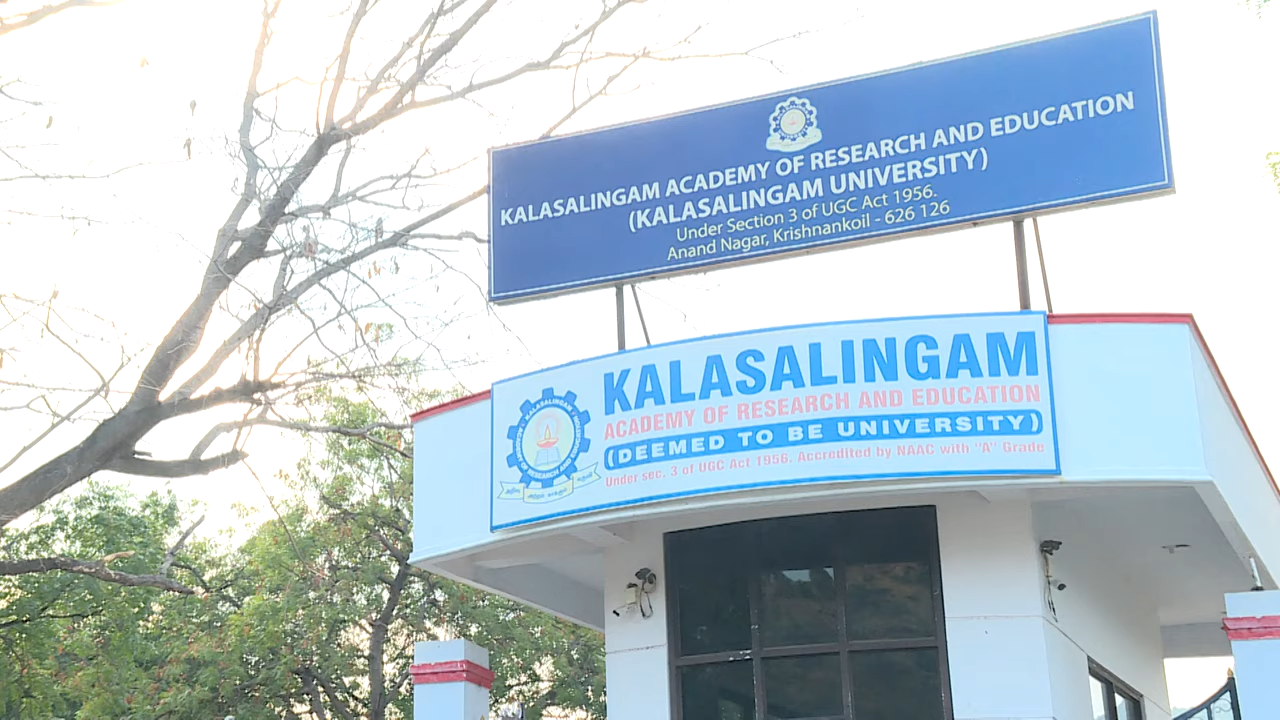 KALASALINGAM ACADEMY OF RESEARCH AND EDUCATION
(KALASALINGAM UNIVERSITY)
Under Section 3 of UGC Act 1956.
Anand Nagar, Krishnankoil - 626 126
KALASALINGAM
ACADEMY OF RESEARCH AND EDUCATION
(DEEMED TO BE UNIVERSITY)
Under sec. 3 of UGC Act 1956. Accredited by NAAC with "A" Grade